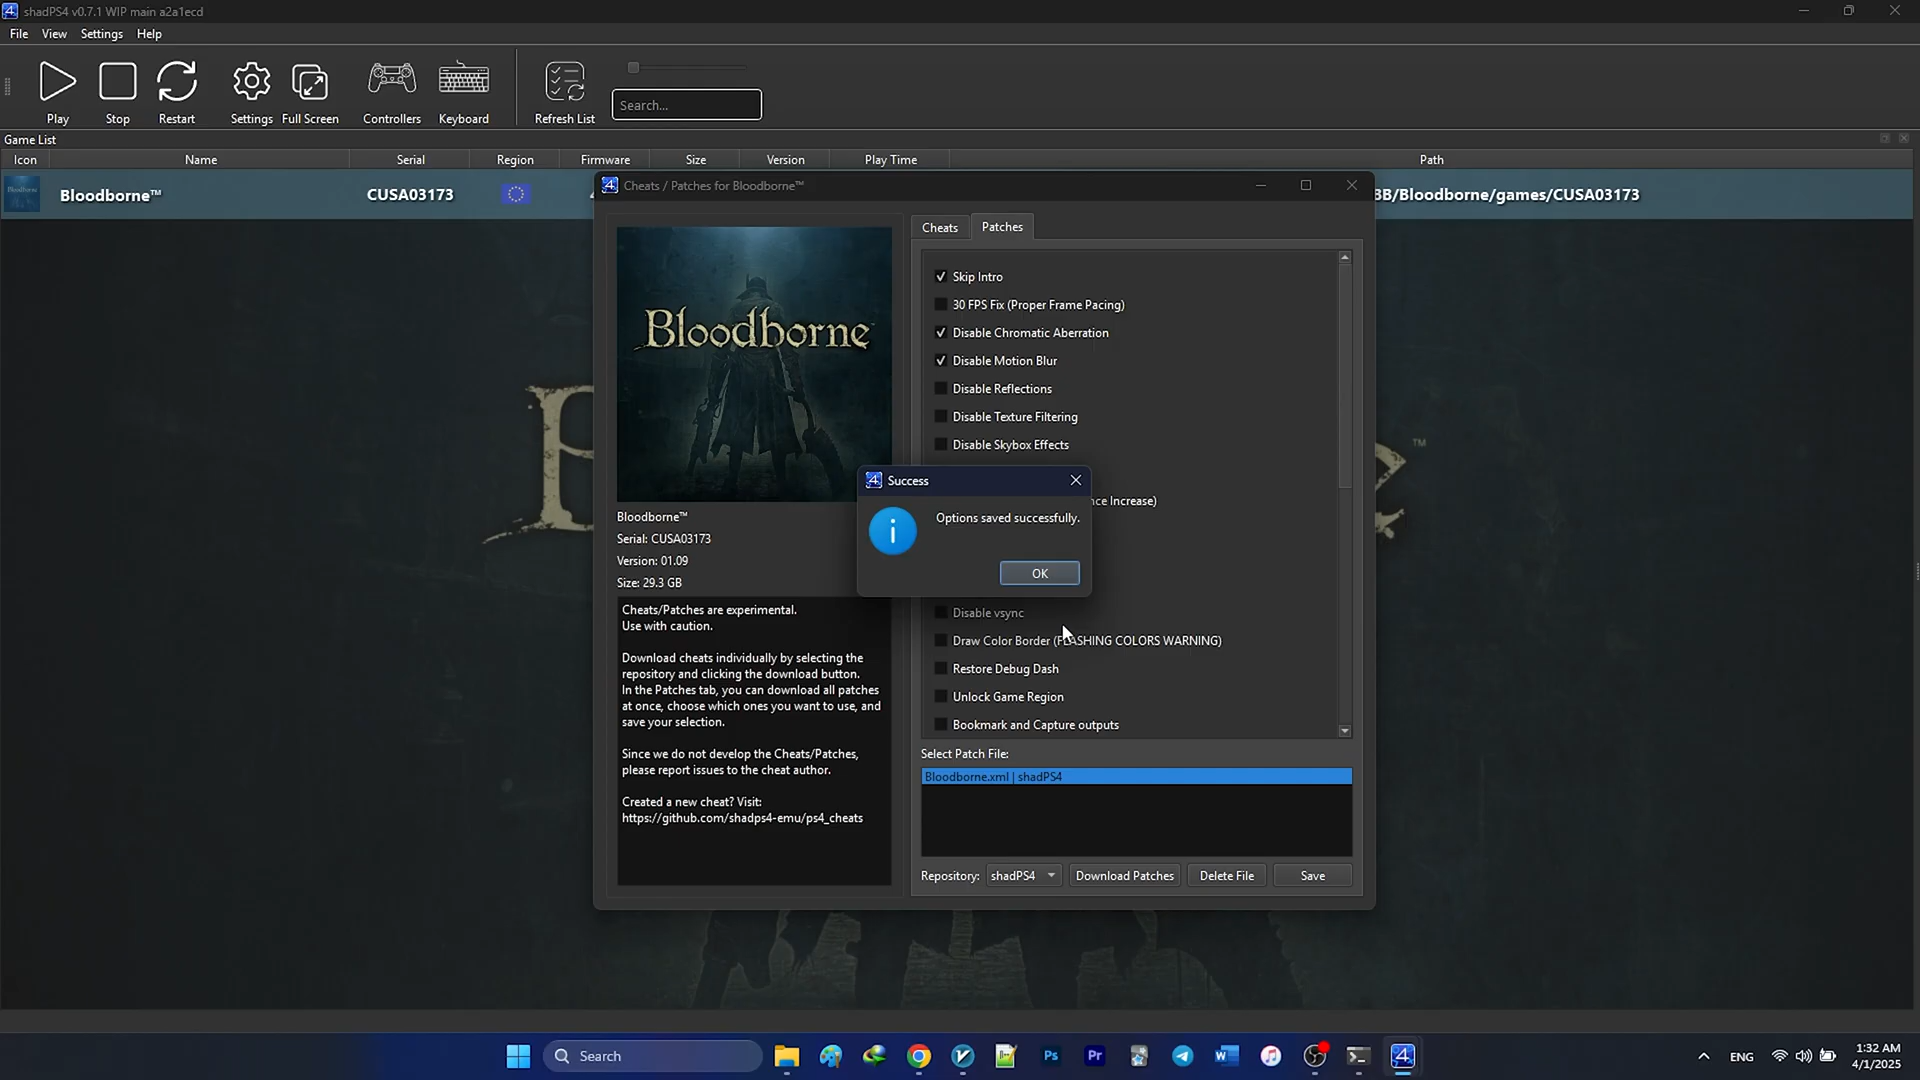 shadPS4 v0.7.1 WIP main a2a1ecd
File View Settings Help
Play Stop Restart Settings Full Screen Controllers Keyboard Refresh List Search...
Game List
Icon Name Serial Region Firmware Size Version Play Time Path
Bloodborne™ CUSA03173 BB/Bloodborne/games/CUSA03173
Cheats / Patches for Bloodborne™
Cheats Patches
Bloodborne
Bloodborne™
Serial: CUSA03173
Version: 01.09
Size: 29.3 GB
Cheats/Patches are experimental.
Use with caution.
Download cheats individually by selecting the
repository and clicking the download button.
In the Patches tab, you can download all patches
at once, choose which ones you want to use, and
save your selection.
Since we do not develop the Cheats/Patches,
please report issues to the cheat author.
Created a new cheat? Visit:
https://github.com/shadps4-emu/ps4_cheats
Skip Intro
30 FPS Fix (Proper Frame Pacing)
Disable Chromatic Aberration
Disable Motion Blur
Disable Reflections
Disable Texture Filtering
Disable Skybox Effects
nce Increase)
Success
Options saved successfully.
OK
Disable vsync
Draw Color Border (FLASHING COLORS WARNING)
Restore Debug Dash
Unlock Game Region
Bookmark and Capture outputs
Select Patch File:
Bloodborne.xml | shadPS4
Repository: shadPS4 Download Patches Delete File Save
Search
Ps
Pr
ENG
1:32 AM
4/1/2025